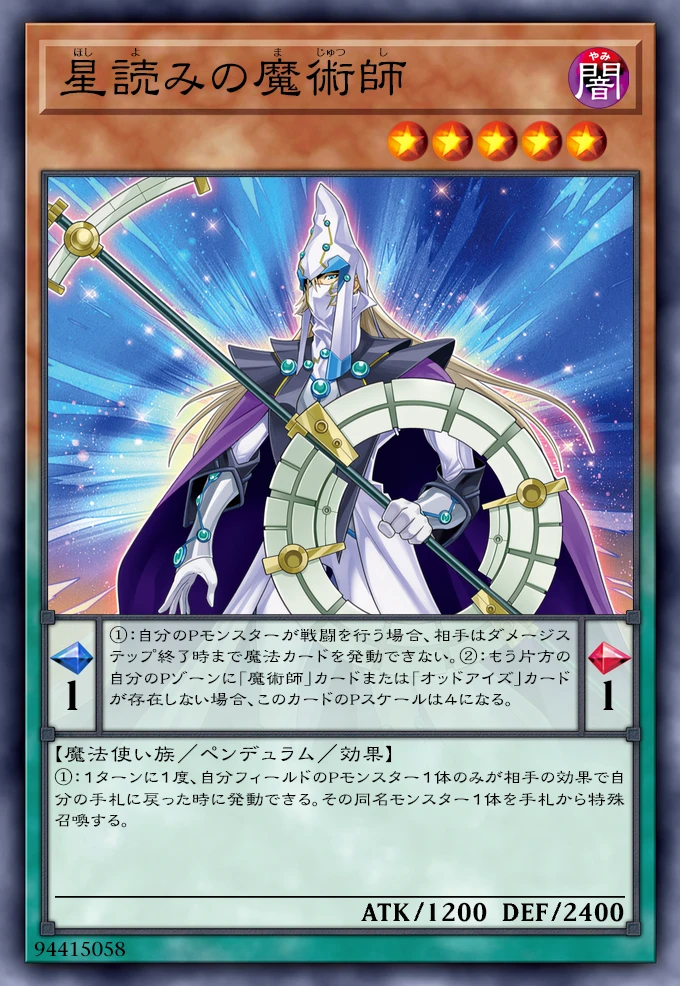 星読みの魔術師
ほし よ ま じゅつ し
闇
やみ
①：自分のPモンスターが戦闘を行う場合、相手はダメージス
テップ終了時まで魔法カードを発動できない。②：もう片方の
自分のPゾーンに「魔術師」カードまたは「オッドアイズ」カード
が存在しない場合、このカードのPスケールは4になる。
1
1
【魔法使い族／ペンデュラム／効果】
①：1ターンに1度、自分フィールドのPモンスター1体のみが相手の効果で自
分の手札に戻った時に発動できる。その同名モンスター1体を手札から特殊
召喚する。
ATK/1200 DEF/2400
94415058